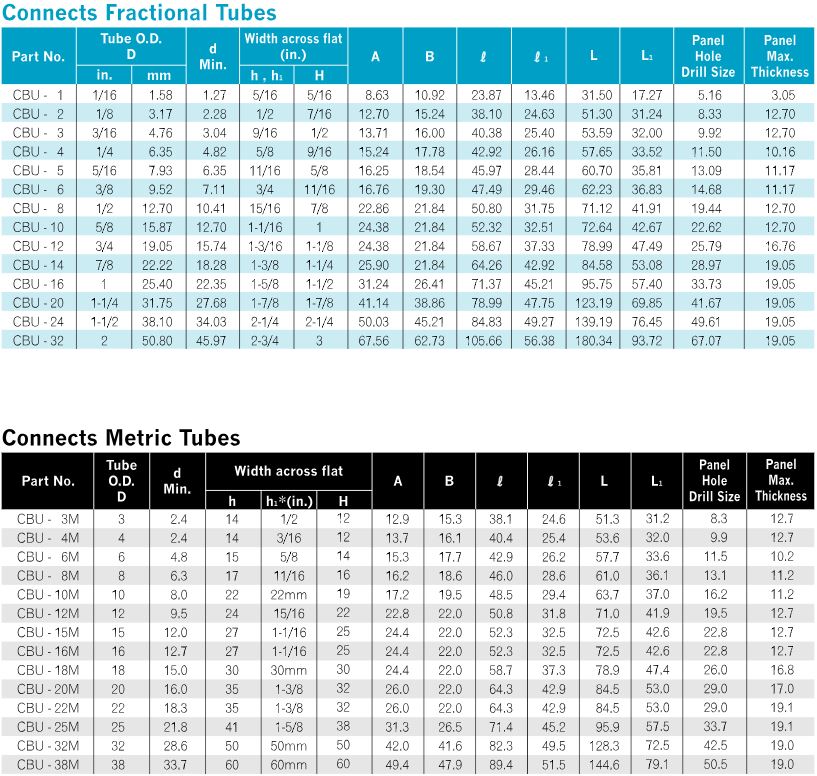 Connects Fractional Tubes
Part No. Tube O.D. D d Min. Width across flat (in.) A B ℓ ℓ1 L L1 Panel Hole Drill Size Panel Max. Thickness
in. mm h , h1 H
CBU - 1 1/16 1.58 1.27 5/16 5/16 8.63 10.92 23.87 13.46 31.50 17.27 5.16 3.05
CBU - 2 1/8 3.17 2.28 1/2 7/16 12.70 15.24 38.10 24.63 51.30 31.24 8.33 12.70
CBU - 3 3/16 4.76 3.04 9/16 1/2 13.71 16.00 40.38 25.40 53.59 32.00 9.92 12.70
CBU - 4 1/4 6.35 4.82 5/8 9/16 15.24 17.78 42.92 26.16 57.65 33.52 11.50 10.16
CBU - 5 5/16 7.93 6.35 11/16 5/8 16.25 18.54 45.97 28.44 60.70 35.81 13.09 11.17
CBU - 6 3/8 9.52 7.11 3/4 11/16 16.76 19.30 47.49 29.46 62.23 36.83 14.68 11.17
CBU - 8 1/2 12.70 10.41 15/16 7/8 22.86 21.84 50.80 31.75 71.12 41.91 19.44 12.70
CBU - 10 5/8 15.87 12.70 1-1/16 1 24.38 21.84 52.32 32.51 72.64 42.67 22.62 12.70
CBU - 12 3/4 19.05 15.74 1-3/16 1-1/8 24.38 21.84 58.67 37.33 78.99 47.49 25.79 16.76
CBU - 14 7/8 22.22 18.28 1-3/8 1-1/4 25.90 21.84 64.26 42.92 84.58 53.08 28.97 19.05
CBU - 16 1 25.40 22.35 1-5/8 1-1/2 31.24 26.41 71.37 45.21 95.75 57.40 33.73 19.05
CBU - 20 1-1/4 31.75 27.68 1-7/8 1-7/8 41.14 38.86 78.99 47.75 123.19 69.85 41.67 19.05
CBU - 24 1-1/2 38.10 34.03 2-1/4 2-1/4 50.03 45.21 84.83 49.27 139.19 76.45 49.61 19.05
CBU - 32 2 50.80 45.97 2-3/4 3 67.56 62.73 105.66 56.38 180.34 93.72 67.07 19.05
Connects Metric Tubes
Part No. Tube O.D. D d Min. Width across flat A B ℓ ℓ1 L L1 Panel Hole Drill Size Panel Max. Thickness
h h1*(in.) H
CBU - 3M 3 2.4 14 1/2 12 12.9 15.3 38.1 24.6 51.3 31.2 8.3 12.7
CBU - 4M 4 2.4 14 3/16 12 13.7 16.1 40.4 25.4 53.6 32.0 9.9 12.7
CBU - 6M 6 4.8 15 5/8 14 15.3 17.7 42.9 26.2 57.7 33.6 11.5 10.2
CBU - 8M 8 6.3 17 11/16 16 16.2 18.6 46.0 28.6 61.0 36.1 13.1 11.2
CBU - 10M 10 8.0 22 22mm 19 17.2 19.5 48.5 29.4 63.7 37.0 16.2 11.2
CBU - 12M 12 9.5 24 15/16 22 22.8 22.0 50.8 31.8 71.0 41.9 19.5 12.7
CBU - 15M 15 12.0 27 1-1/16 25 24.4 22.0 52.3 32.5 72.5 42.6 22.8 12.7
CBU - 16M 16 12.7 27 1-1/16 25 24.4 22.0 52.3 32.5 72.5 42.6 22.8 12.7
CBU - 18M 18 15.0 30 30mm 30 24.4 22.0 58.7 37.3 78.9 47.4 26.0 16.8
CBU - 20M 20 16.0 35 1-3/8 32 26.0 22.0 64.3 42.9 84.5 53.0 29.0 17.0
CBU - 22M 22 18.3 35 1-3/8 32 26.0 22.0 64.3 42.9 84.5 53.0 29.0 19.1
CBU - 25M 25 21.8 41 1-5/8 38 31.3 26.5 71.4 45.2 95.9 57.5 33.7 19.1
CBU - 32M 32 28.6 50 50mm 50 42.0 41.6 82.3 49.5 128.3 72.5 42.5 19.0
CBU - 38M 38 33.7 60 60mm 60 49.4 47.9 89.4 51.5 144.6 79.1 50.5 19.0